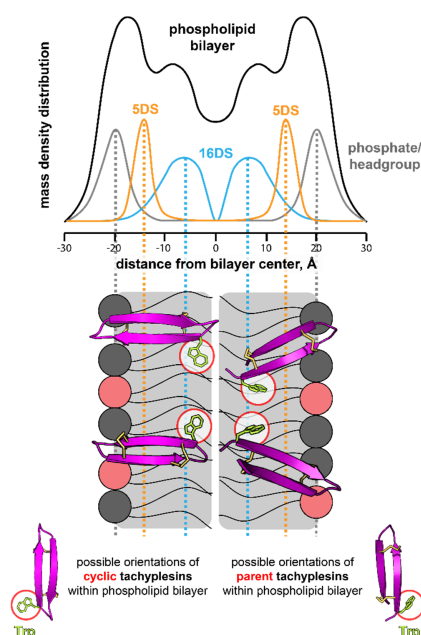 phospholipid
bilayer
5DS
5DS
16DS
phosphate/
headgroup
mass density distribution
-30 -20 -10 0 10 20 30
distance from bilayer center, Å
possible orientations of
cyclic tachyplesins
within phospholipid bilayer
possible orientations of
parent tachyplesins
within phospholipid bilayer
Trp
Trp